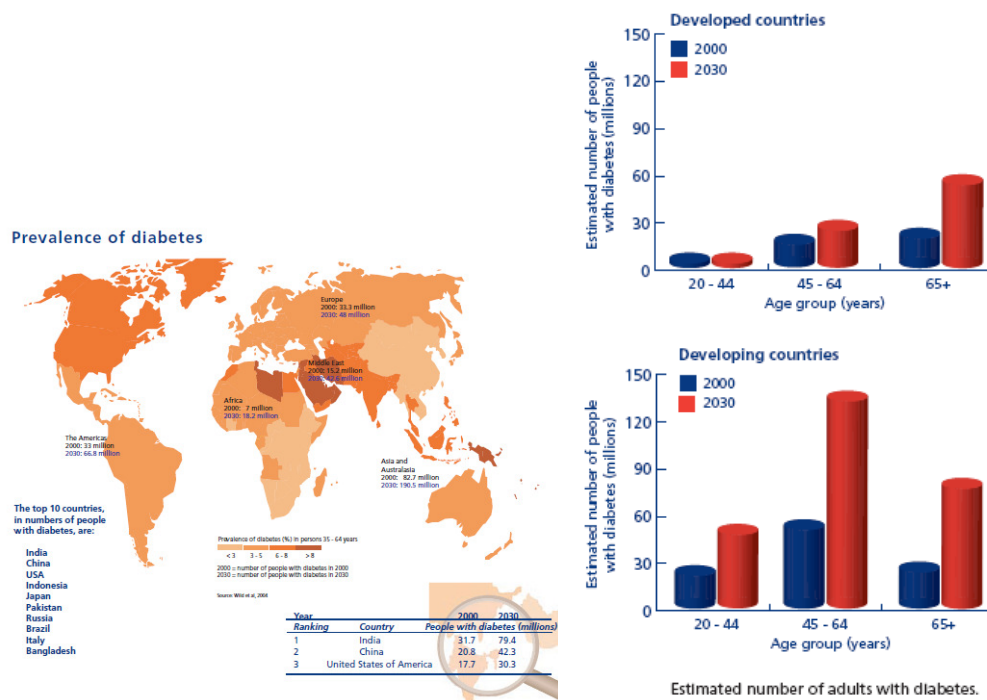 Prevalence of diabetes
Europe
2000: 33.3 million
2030: 48 million
Middle East
2000: 15.2 million
2030: 42.6 million
Africa
2000: 7 million
2030: 18.2 million
The Americas
2000: 33 million
2030: 66.8 million
Asia and
Australasia
2000: 82.7 million
2030: 190.5 million
The top 10 countries,
in numbers of people
with diabetes, are:
India
China
USA
Indonesia
Japan
Pakistan
Russia
Brazil
Italy
Bangladesh
Prevalence of diabetes (%) in persons 35 - 64 years
< 3 3 - 5 6 - 8 > 8
2000 = number of people with diabetes in 2000
2030 = number of people with diabetes in 2030
Source: Wild et al, 2004
Year 2000 2030
Ranking Country People with diabetes (millions)
1 India 31.7 79.4
2 China 20.8 42.3
3 United States of America 17.7 30.3
Developed countries
2000
2030
Estimated number of people
with diabetes (millions)
150
120
90
60
30
0
20 - 44 45 - 64 65+
Age group (years)
Developing countries
2000
2030
Estimated number of people
with diabetes (millions)
150
120
90
60
30
0
20 - 44 45 - 64 65+
Age group (years)
Estimated number of adults with diabetes.